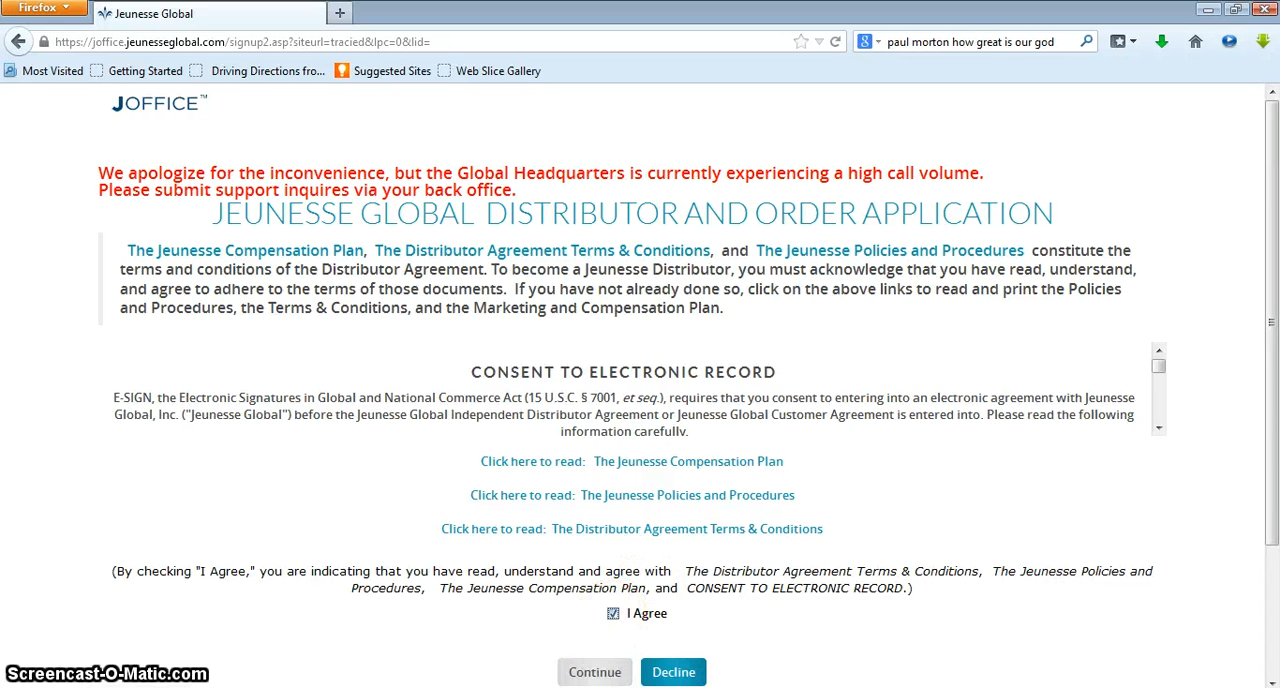 Firefox
Jeunesse Global
https://joffice.jeunesseglobal.com/signup2.asp?siteurl=tracied&lpc=0&lid=
paul morton how great is our god
Most Visited Getting Started Driving Directions fro... Suggested Sites Web Slice Gallery
JOFFICE™
We apologize for the inconvenience, but the Global Headquarters is currently experiencing a high call volume.
Please submit support inquires via your back office.
JEUNESSE GLOBAL DISTRIBUTOR AND ORDER APPLICATION
The Jeunesse Compensation Plan, The Distributor Agreement Terms & Conditions, and The Jeunesse Policies and Procedures constitute the
terms and conditions of the Distributor Agreement. To become a Jeunesse Distributor, you must acknowledge that you have read, understand,
and agree to adhere to the terms of those documents. If you have not already done so, click on the above links to read and print the Policies
and Procedures, the Terms & Conditions, and the Marketing and Compensation Plan.
CONSENT TO ELECTRONIC RECORD
E-SIGN, the Electronic Signatures in Global and National Commerce Act (15 U.S.C. § 7001, et seq.), requires that you consent to entering into an electronic agreement with Jeunesse
Global, Inc. ("Jeunesse Global") before the Jeunesse Global Independent Distributor Agreement or Jeunesse Global Customer Agreement is entered into. Please read the following
information carefully.
Click here to read: The Jeunesse Compensation Plan
Click here to read: The Jeunesse Policies and Procedures
Click here to read: The Distributor Agreement Terms & Conditions
(By checking "I Agree," you are indicating that you have read, understand and agree with The Distributor Agreement Terms & Conditions, The Jeunesse Policies and
Procedures, The Jeunesse Compensation Plan, and CONSENT TO ELECTRONIC RECORD.)
I Agree
Continue Decline
Screencast-O-Matic.com